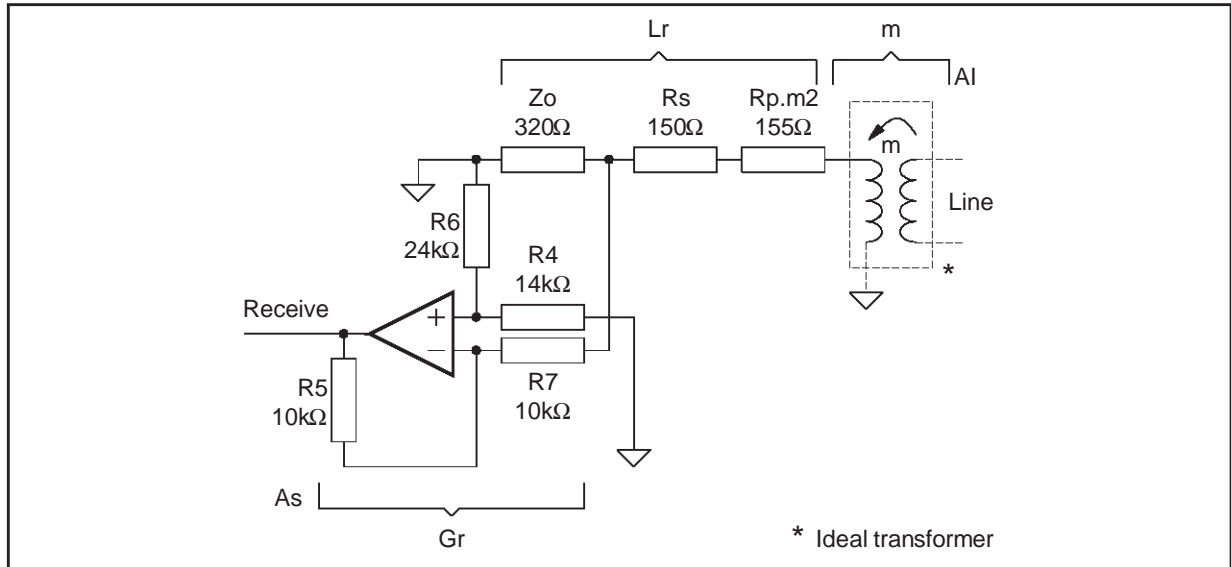 Lr
m
Al
Zo
320Ω
Rs
150Ω
Rp.m2
155Ω
m
Line
R6
24kΩ
R4
14kΩ
Receive
+
−
R5
10kΩ
R7
10kΩ
*
As
Gr
* Ideal transformer